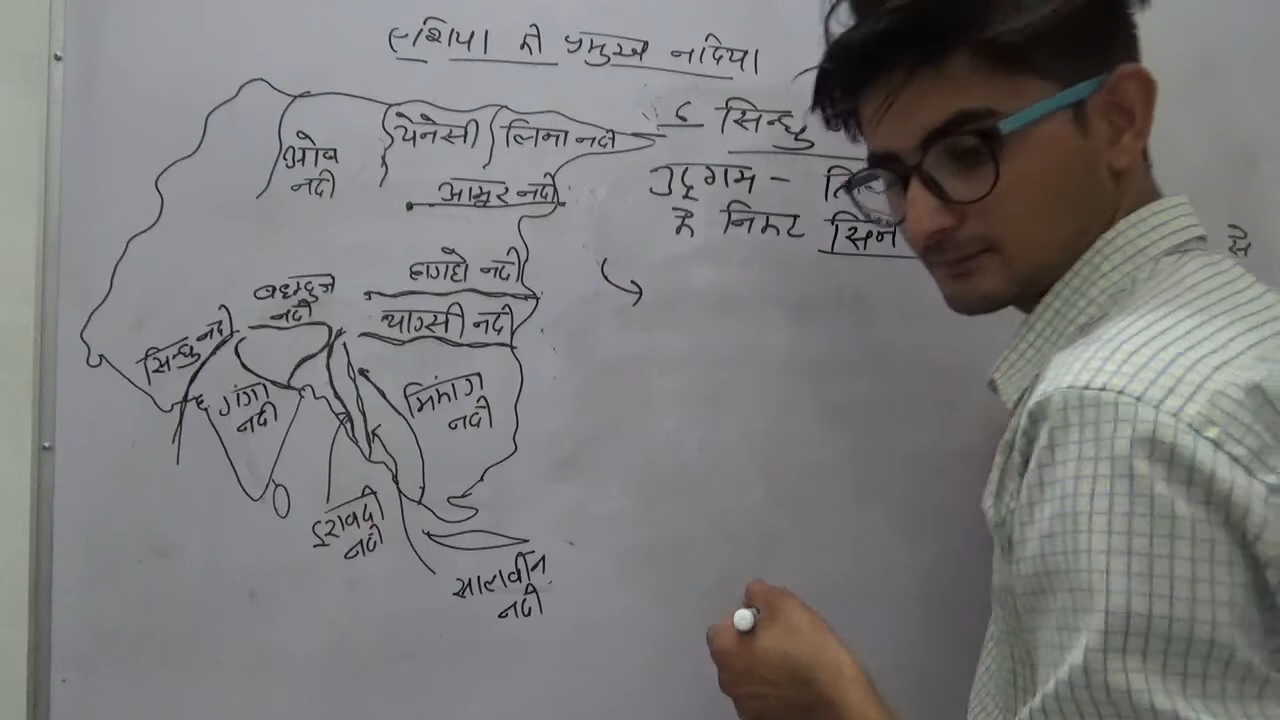 एशिया की प्रमुख नदिया
ओब
नदी
येनेसी
लिना नदी
आमूर नदी
हागहो नदी
यांग्सी नदी
ब्रह्मपुत्र
नदी
सिन्धु नदी
गंगा
नदी
मिकांग
नदी
इरावदी
नदी
सालवीन
नदी
6 सिन्धु
उद्गम -
के निकट सिन
से